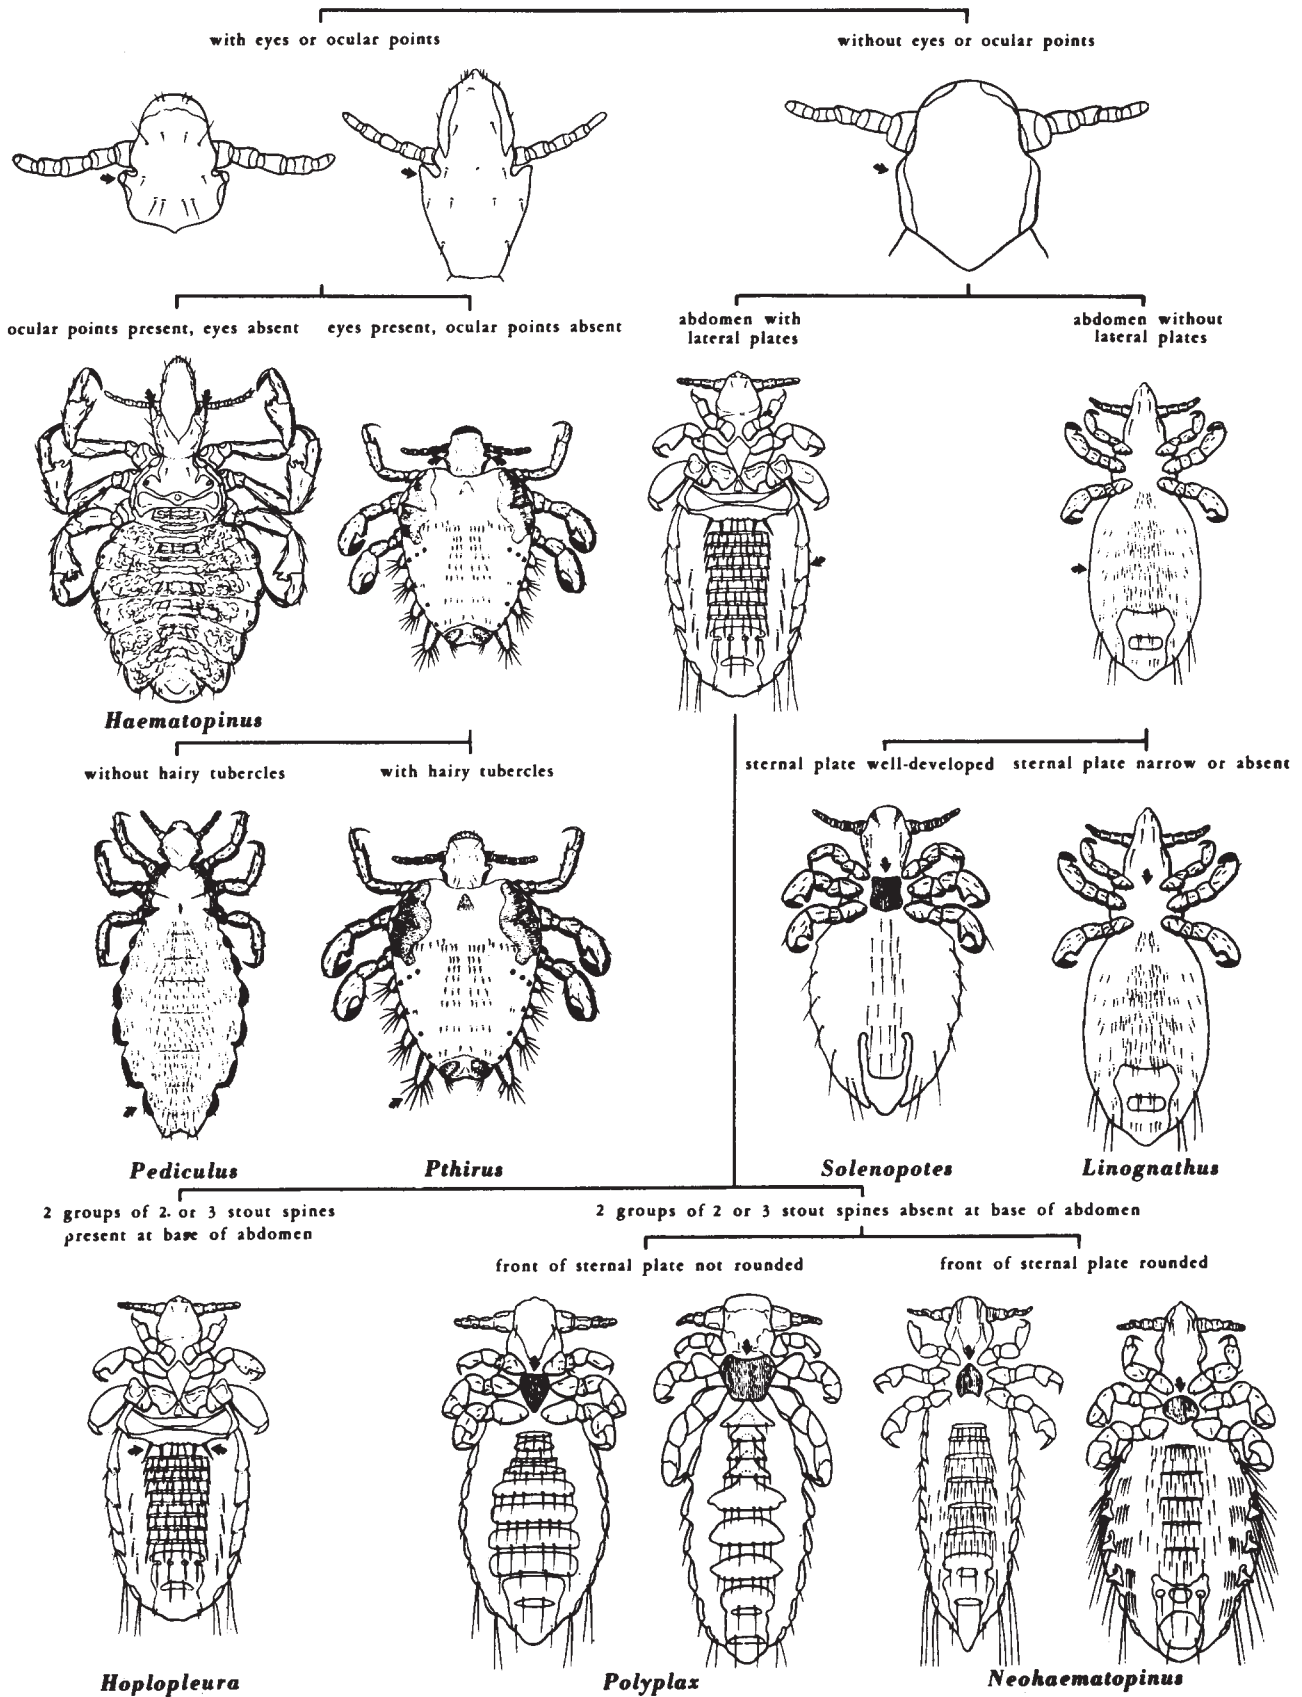 with eyes or ocular points
without eyes or ocular points
ocular points present, eyes absent
eyes present, ocular points absent
abdomen with
lateral plates
abdomen without
lateral plates
Haematopinus
without hairy tubercles
with hairy tubercles
sternal plate well-developed
sternal plate narrow or absent
Pediculus
Pthirus
Solenopotes
Linognathus
2 groups of 2. or 3 stout spines
present at base of abdomen
2 groups of 2 or 3 stout spines absent at base of abdomen
front of sternal plate not rounded
front of sternal plate rounded
Hoplopleura
Polyplax
Neohaematopinus